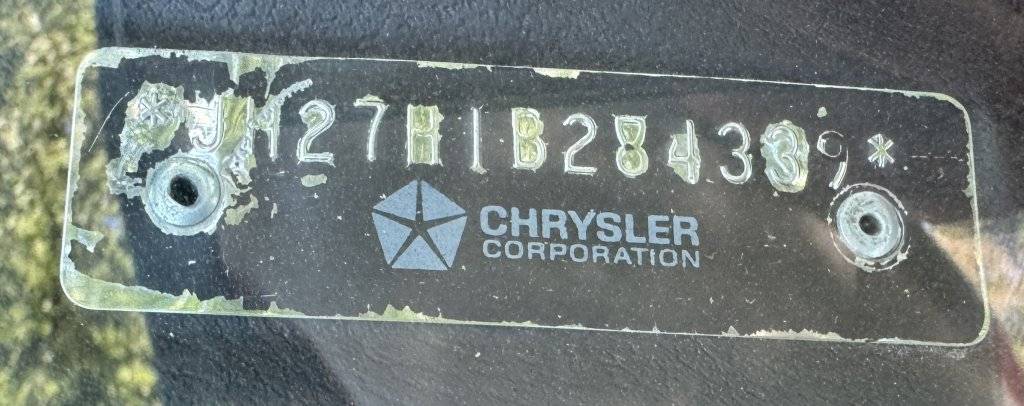 *JH27H1B284339*
CHRYSLER
CORPORATION